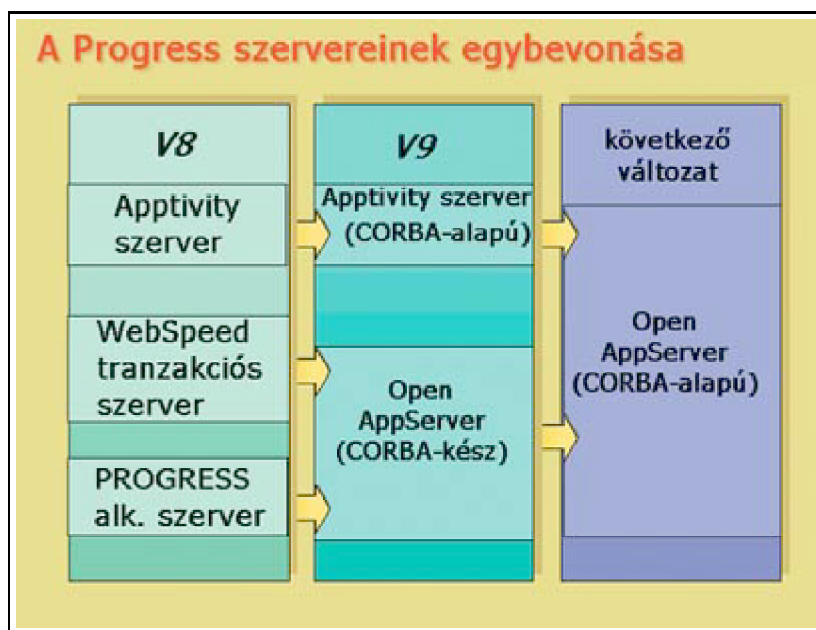 A Progress szervereinek egybevonása
V8
Apptivity
szerver
WebSpeed
tranzakciós
szerver
PROGRESS
alk. szerver
V9
Apptivity szerver
(CORBA-alapú)
Open
AppServer
(CORBA-kész)
következő
változat
Open
AppServer
(CORBA-alapú)